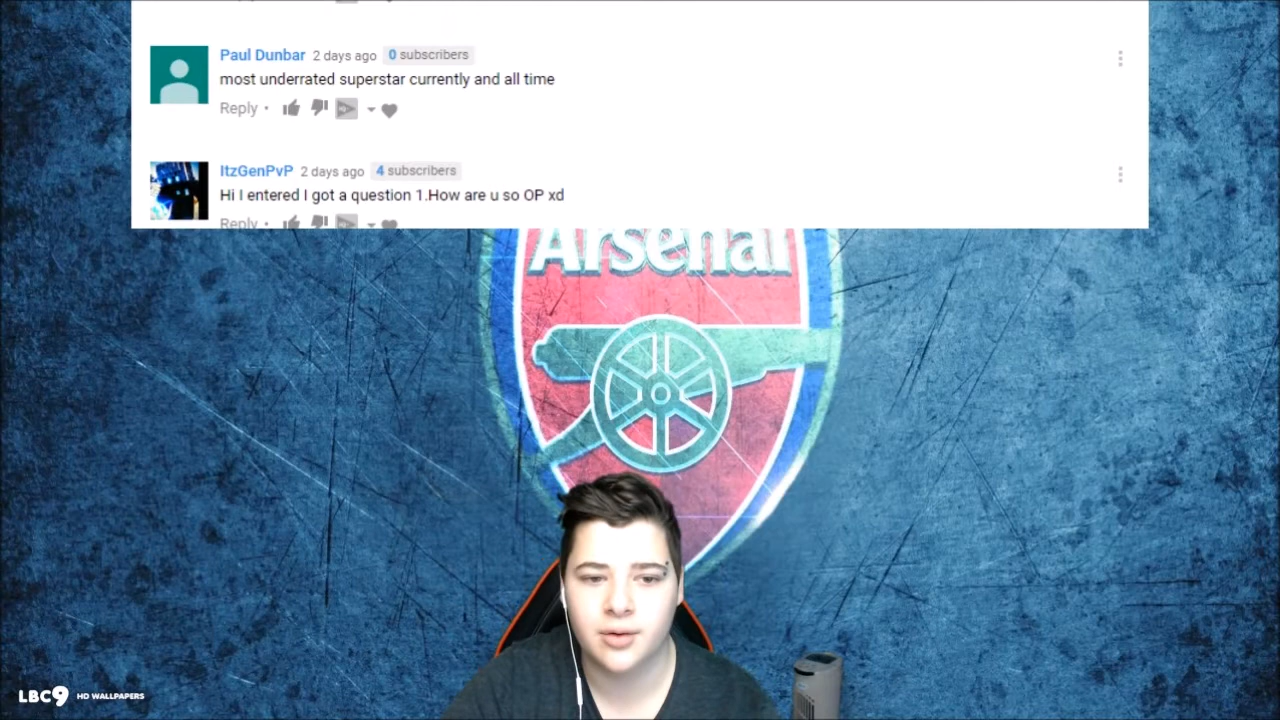 Paul Dunbar 2 days ago 0 subscribers
most underrated superstar currently and all time
Reply •
ItzGenPvP 2 days ago 4 subscribers
Hi I entered I got a question 1.How are u so OP xd
Reply •
Arsenal
LBC9 HD WALLPAPERS